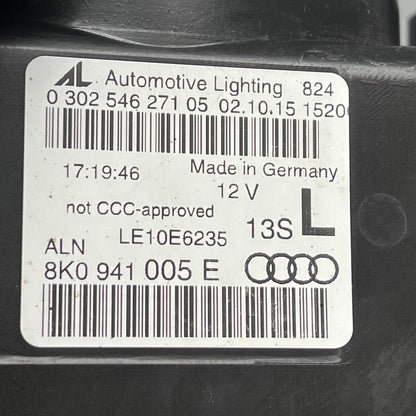 AL Automotive Lighting 824
0 302 546 271 05 02.10.15 15200
17:19:46 Made in Germany
12 V
not CCC-approved
LE10E6235 13S L
ALN
8K0 941 005 E